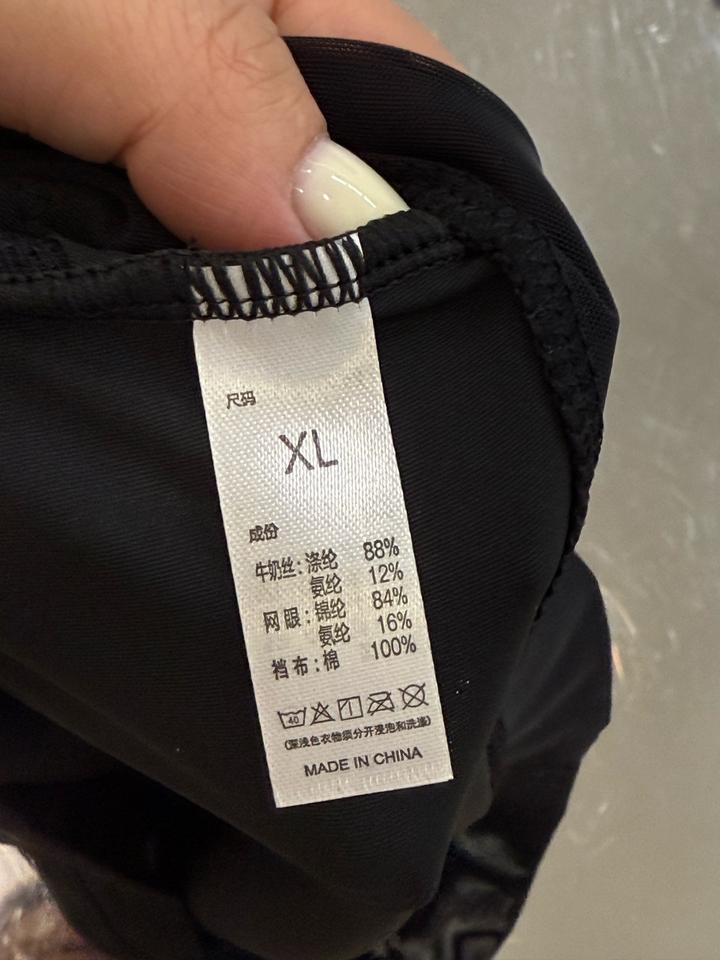 尺码
XL
成份
牛奶丝：涤纶 88%
氨纶 12%
网眼：锦纶 84%
氨纶 16%
裆布：棉 100%
40
（深浅色衣物须分开浸泡和洗涤）
MADE IN CHINA